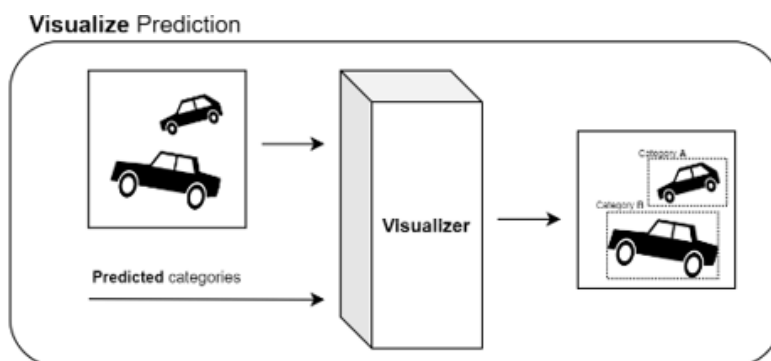 Visualize Prediction
Category A
Category B
Visualizer
Predicted categories